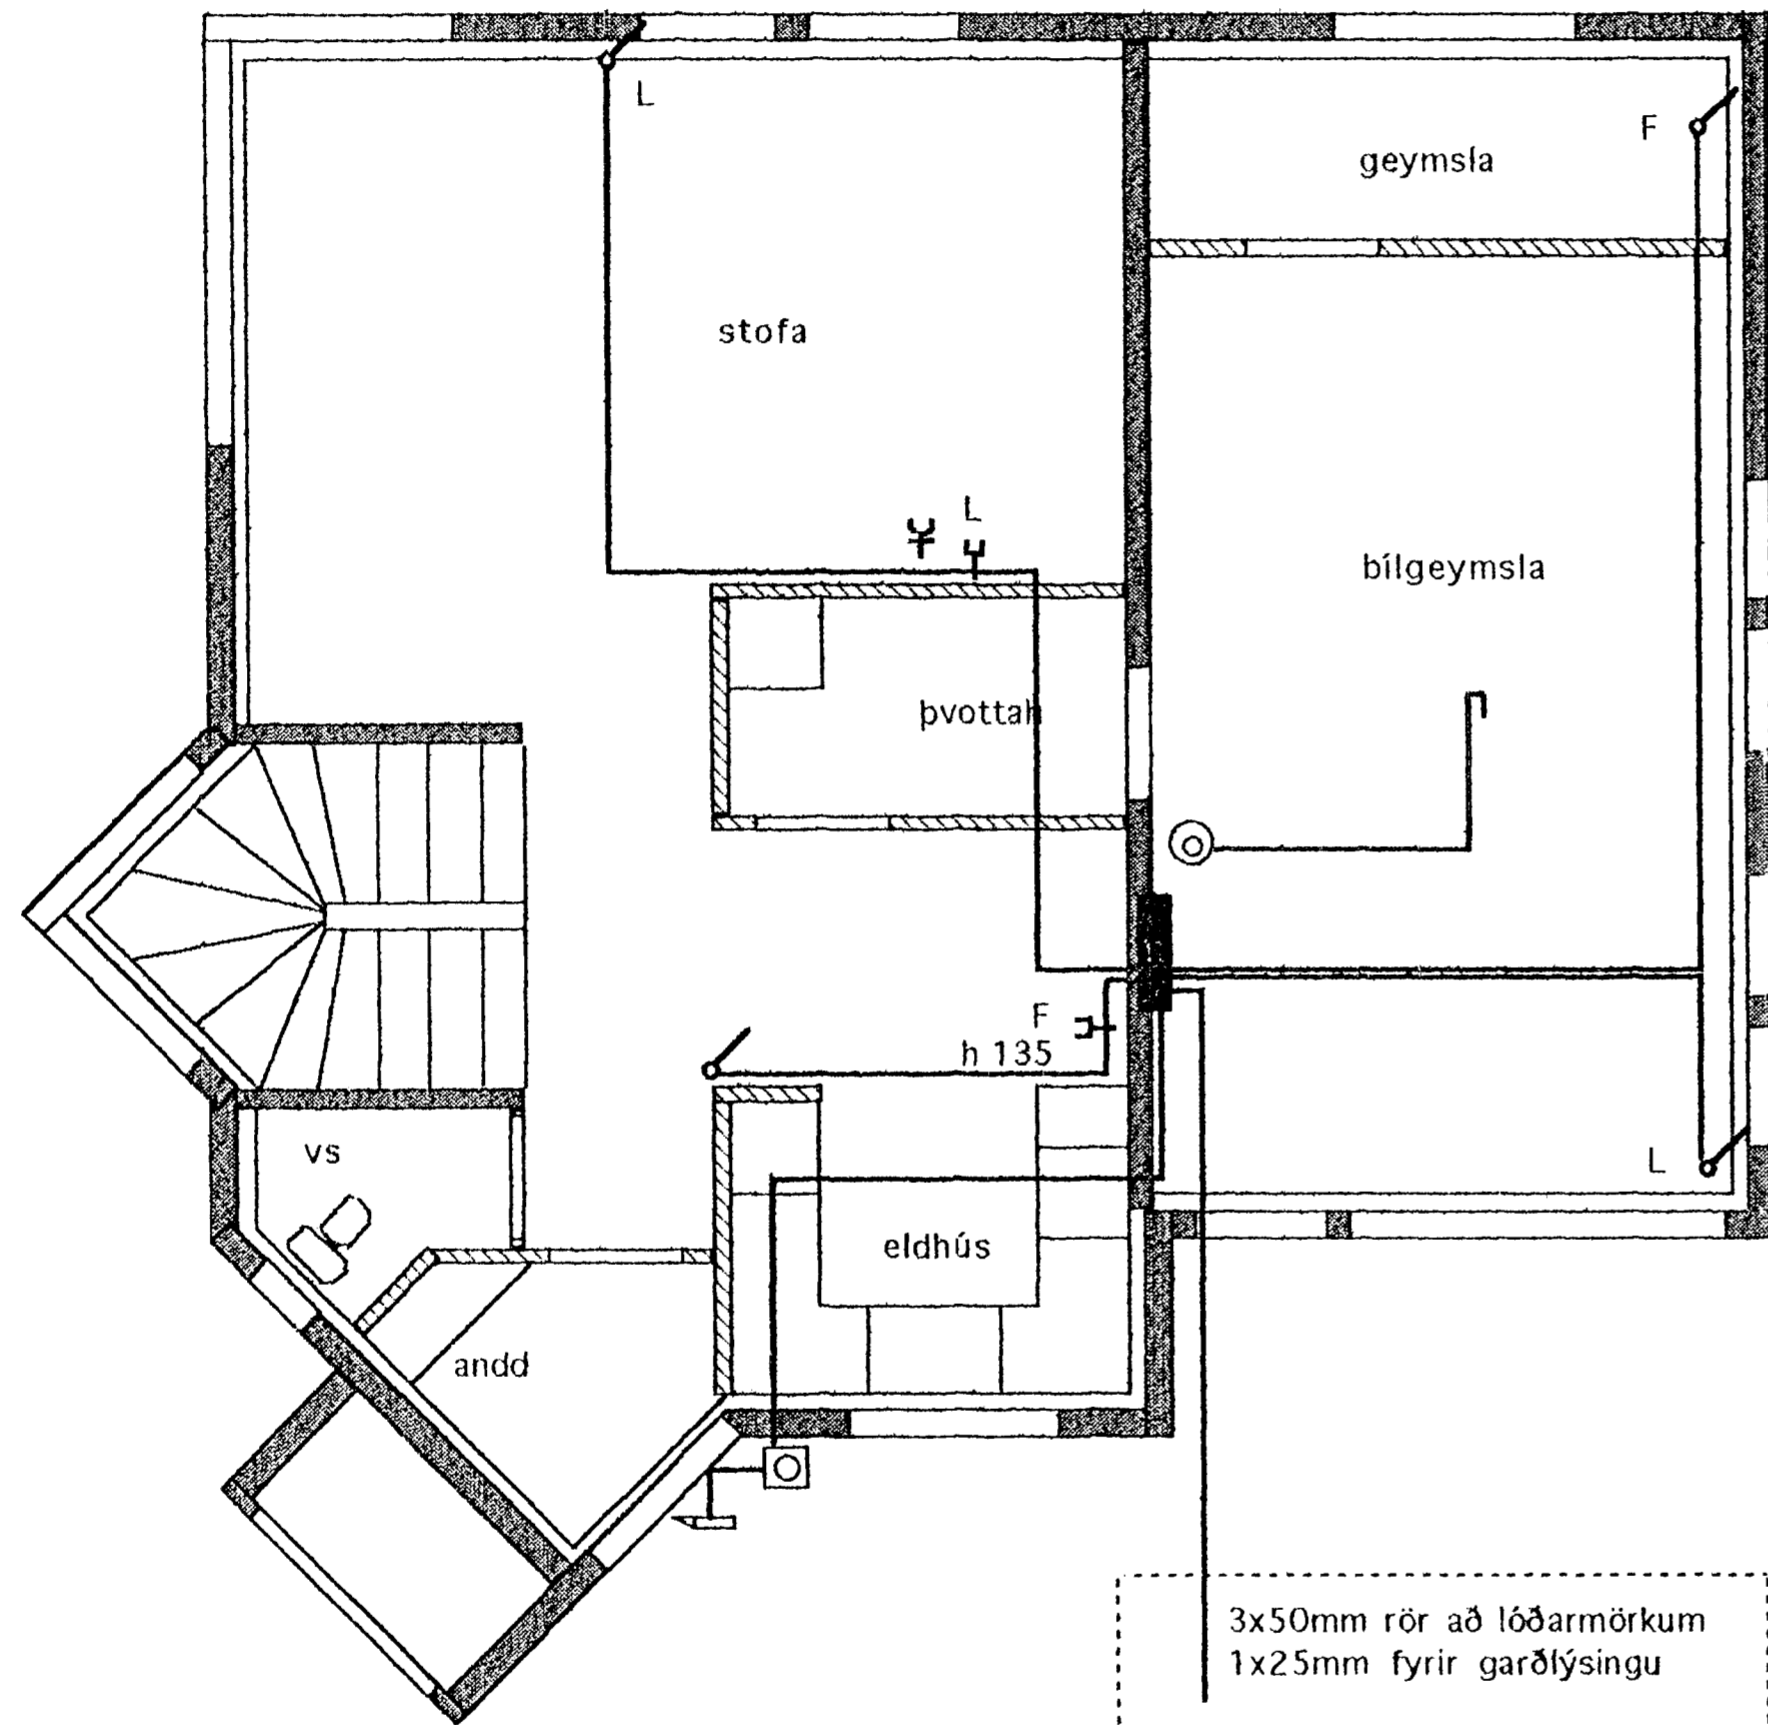 L
F
geymsla
stofa
L
bílgeymsla
þvottah
F
h 135
vs
L
eldhús
andd
3x50mm rör að lóðarmörkum
1x25mm fyrir garðlýsingu